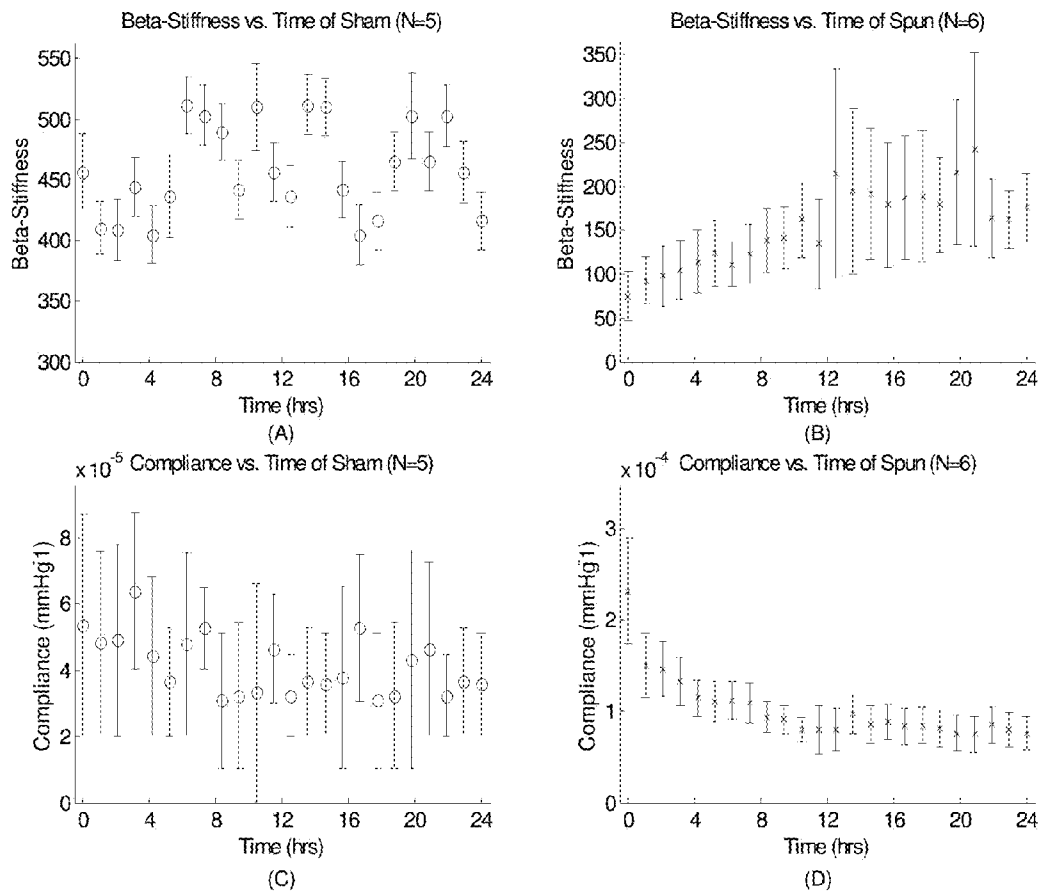 Beta-Stiffness vs. Time of Sham (N=5)
Beta-Stiffness
550
500
450
400
350
300
0 4 8 12 16 20 24
Time (hrs)
(A)
Beta-Stiffness vs. Time of Spun (N=6)
Beta-Stiffness
350
300
250
200
150
100
50
0
0 4 8 12 16 20 24
Time (hrs)
(B)
x 10-5 Compliance vs. Time of Sham (N=5)
Compliance (mmHg1)
8
6
4
2
0
0 4 8 12 16 20 24
Time (hrs)
(C)
x 10-4 Compliance vs. Time of Spun (N=6)
Compliance (mmHg1)
3
2
1
0
0 4 8 12 16 20 24
Time (hrs)
(D)